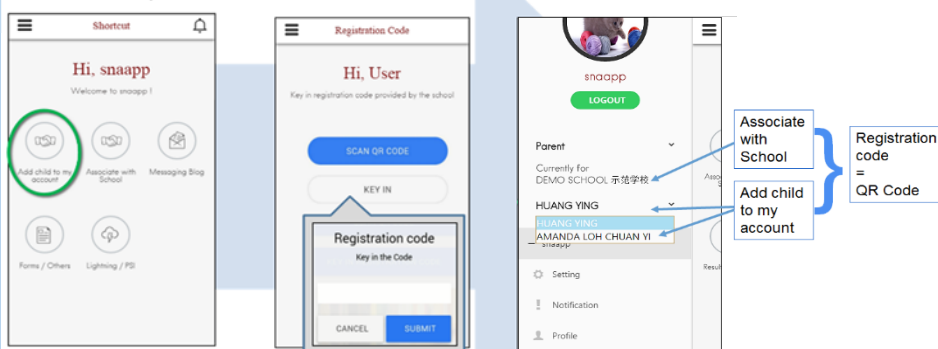 Shortcut
Hi, snaapp
Welcome to snaapp !
Add child to my
account
Associate with
School
Messaging Blog
Forms / Others
Lightning / PSI
Registration Code
Hi, User
Key in registration code provided by the school
SCAN QR CODE
KEY IN
Registration code
Key in the Code
CANCEL
SUBMIT
snaapp
LOGOUT
Parent
Currently for
DEMO SCHOOL 示范学校
HUANG YING
HUANG YING
AMANDA LOH CHUAN YI
snaapp
Setting
Notification
Profile
Associate
with
School
Add child
to my
account
Registration
code
=
QR Code